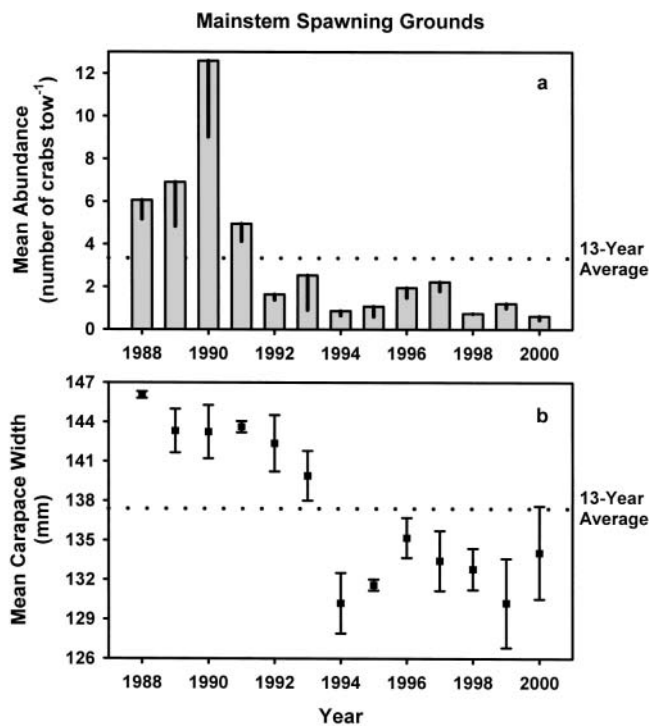 Mainstem Spawning Grounds
a
Mean Abundance
(number of crabs tow⁻¹)
12
10
8
6
4
2
0
13-Year
Average
1988 1990 1992 1994 1996 1998 2000
b
Mean Carapace Width
(mm)
147
144
141
138
135
132
129
126
13-Year
Average
1988 1990 1992 1994 1996 1998 2000
Year